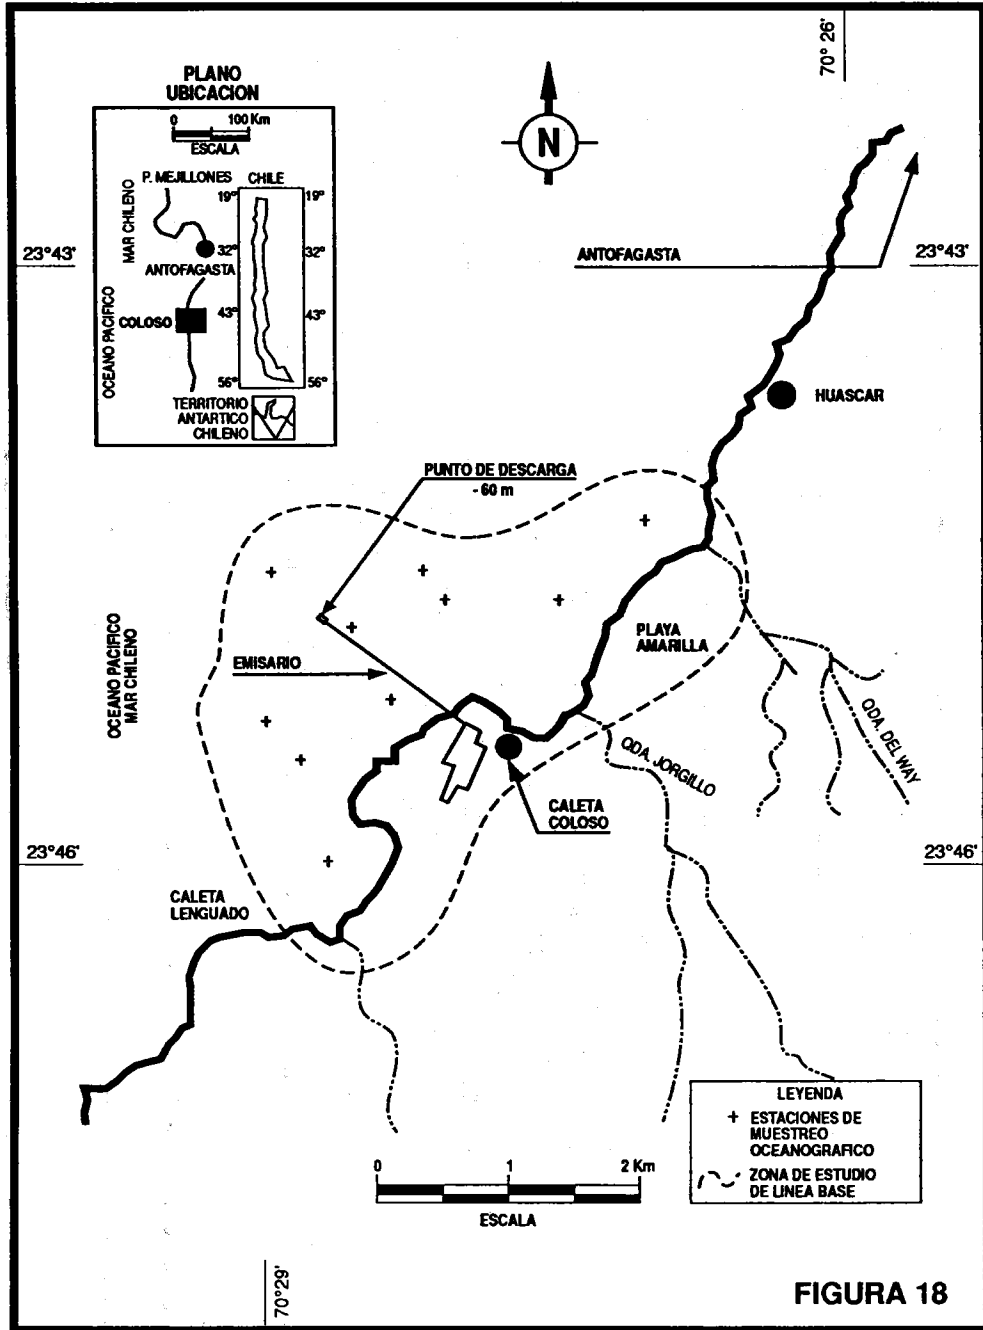 70° 26'
PLANO
UBICACION
0 100 Km
ESCALA
P. MEJILLONES CHILE
19° 19°
MAR CHILENO
32° 32°
ANTOFAGASTA
OCEANO PACIFICO
COLOSO
43° 43°
56° 56°
TERRITORIO
ANTARTICO
CHILENO
N
23°43'
ANTOFAGASTA
23°43'
HUASCAR
PUNTO DE DESCARGA
- 60 m
OCEANO PACIFICO
MAR CHILENO
EMISARIO
PLAYA
AMARILLA
QDA. DEL WAY
QDA. JORGILLO
CALETA
COLOSO
23°46'
23°46'
CALETA
LENGUADO
LEYENDA
+ ESTACIONES DE
MUESTREO
OCEANOGRAFICO
ZONA DE ESTUDIO
DE LINEA BASE
0 1 2 Km
ESCALA
70°29'
FIGURA 18